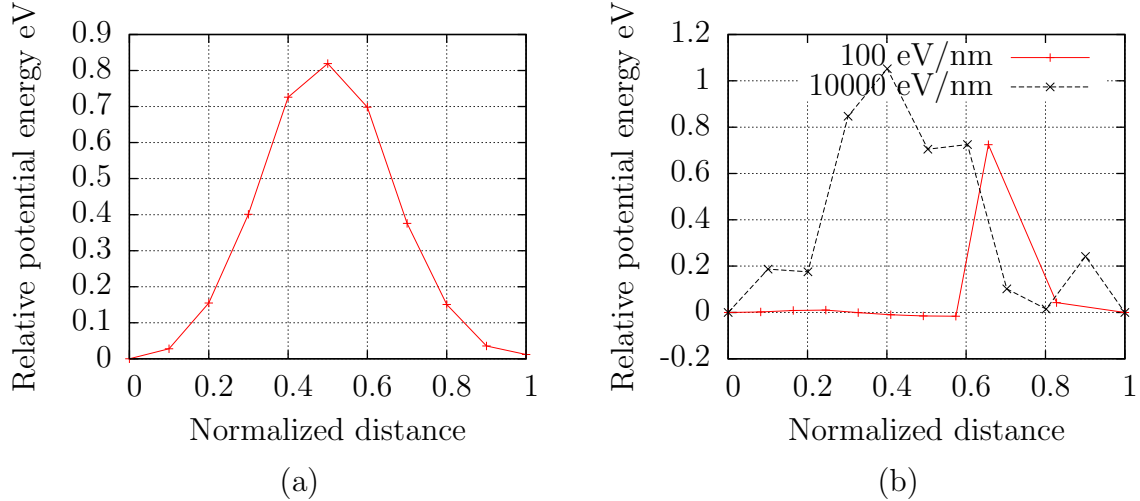 Relative potential energy eV
0.9
0.8
0.7
0.6
0.5
0.4
0.3
0.2
0.1
0
0 0.2 0.4 0.6 0.8 1
Normalized distance
(a)
Relative potential energy eV
1.2
1
0.8
0.6
0.4
0.2
0
-0.2
100 eV/nm
10000 eV/nm
0 0.2 0.4 0.6 0.8 1
Normalized distance
(b)